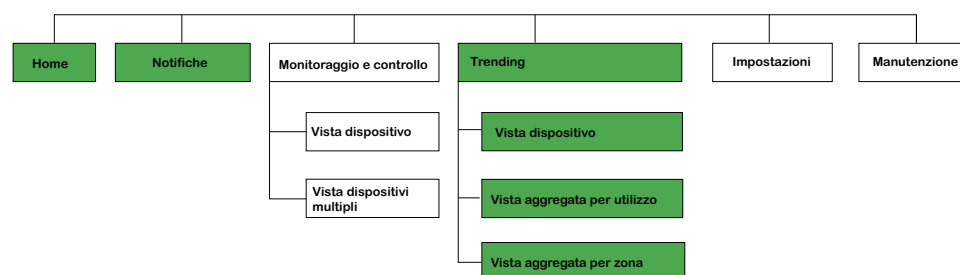 Home
Notifiche
Monitoraggio e controllo
Trending
Impostazioni
Manutenzione
Vista dispositivo
Vista dispositivi
multipli
Vista dispositivo
Vista aggregata per utilizzo
Vista aggregata per zona